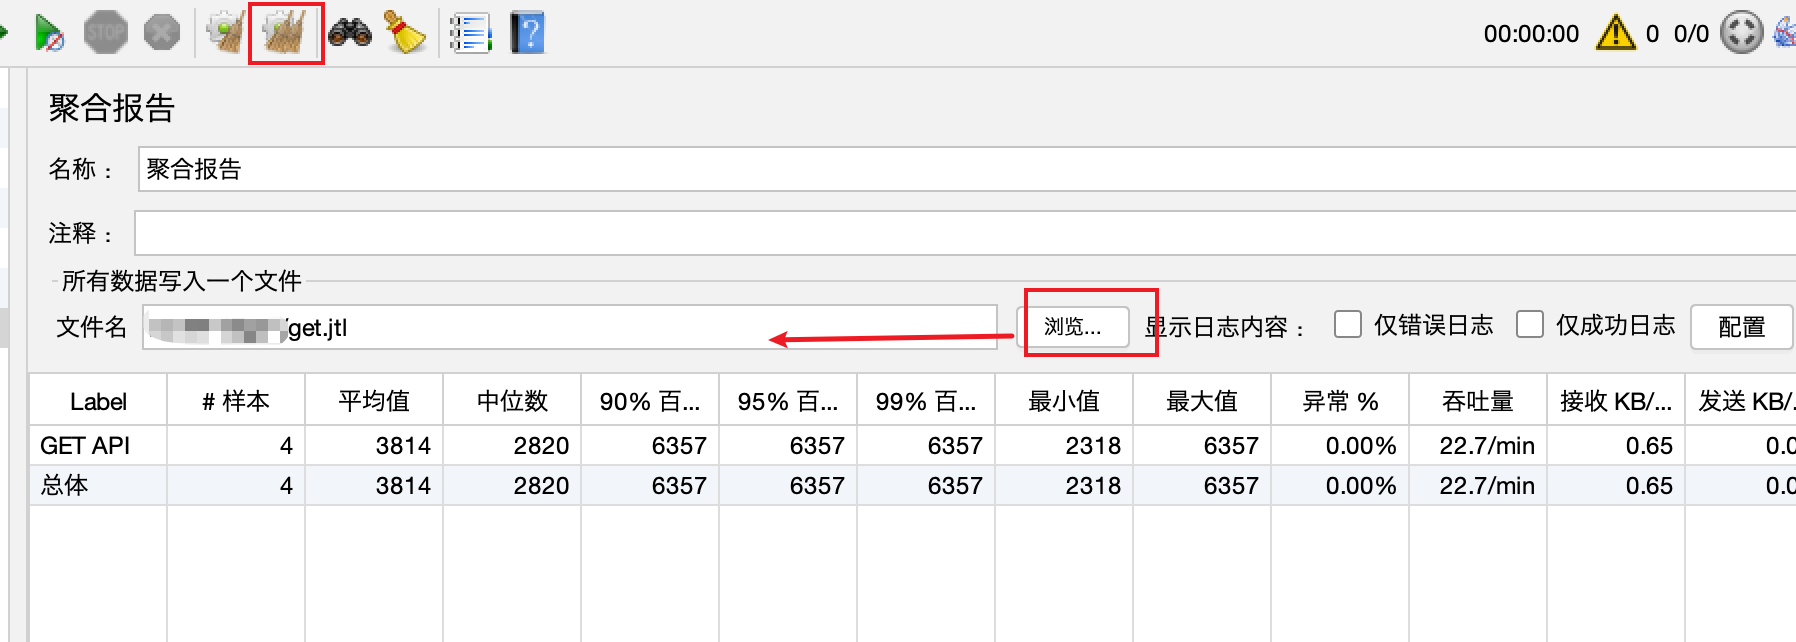 STOP
00:00:00 0 0/0
聚合报告
名称： 聚合报告
注释：
所有数据写入一个文件
文件名 /get.jtl 浏览... 显示日志内容： 仅错误日志 仅成功日志 配置
Label # 样本 平均值 中位数 90% 百... 95% 百... 99% 百... 最小值 最大值 异常 % 吞吐量 接收 KB/... 发送 KB/.
GET API 4 3814 2820 6357 6357 6357 2318 6357 0.00% 22.7/min 0.65 0.0
总体 4 3814 2820 6357 6357 6357 2318 6357 0.00% 22.7/min 0.65 0.0